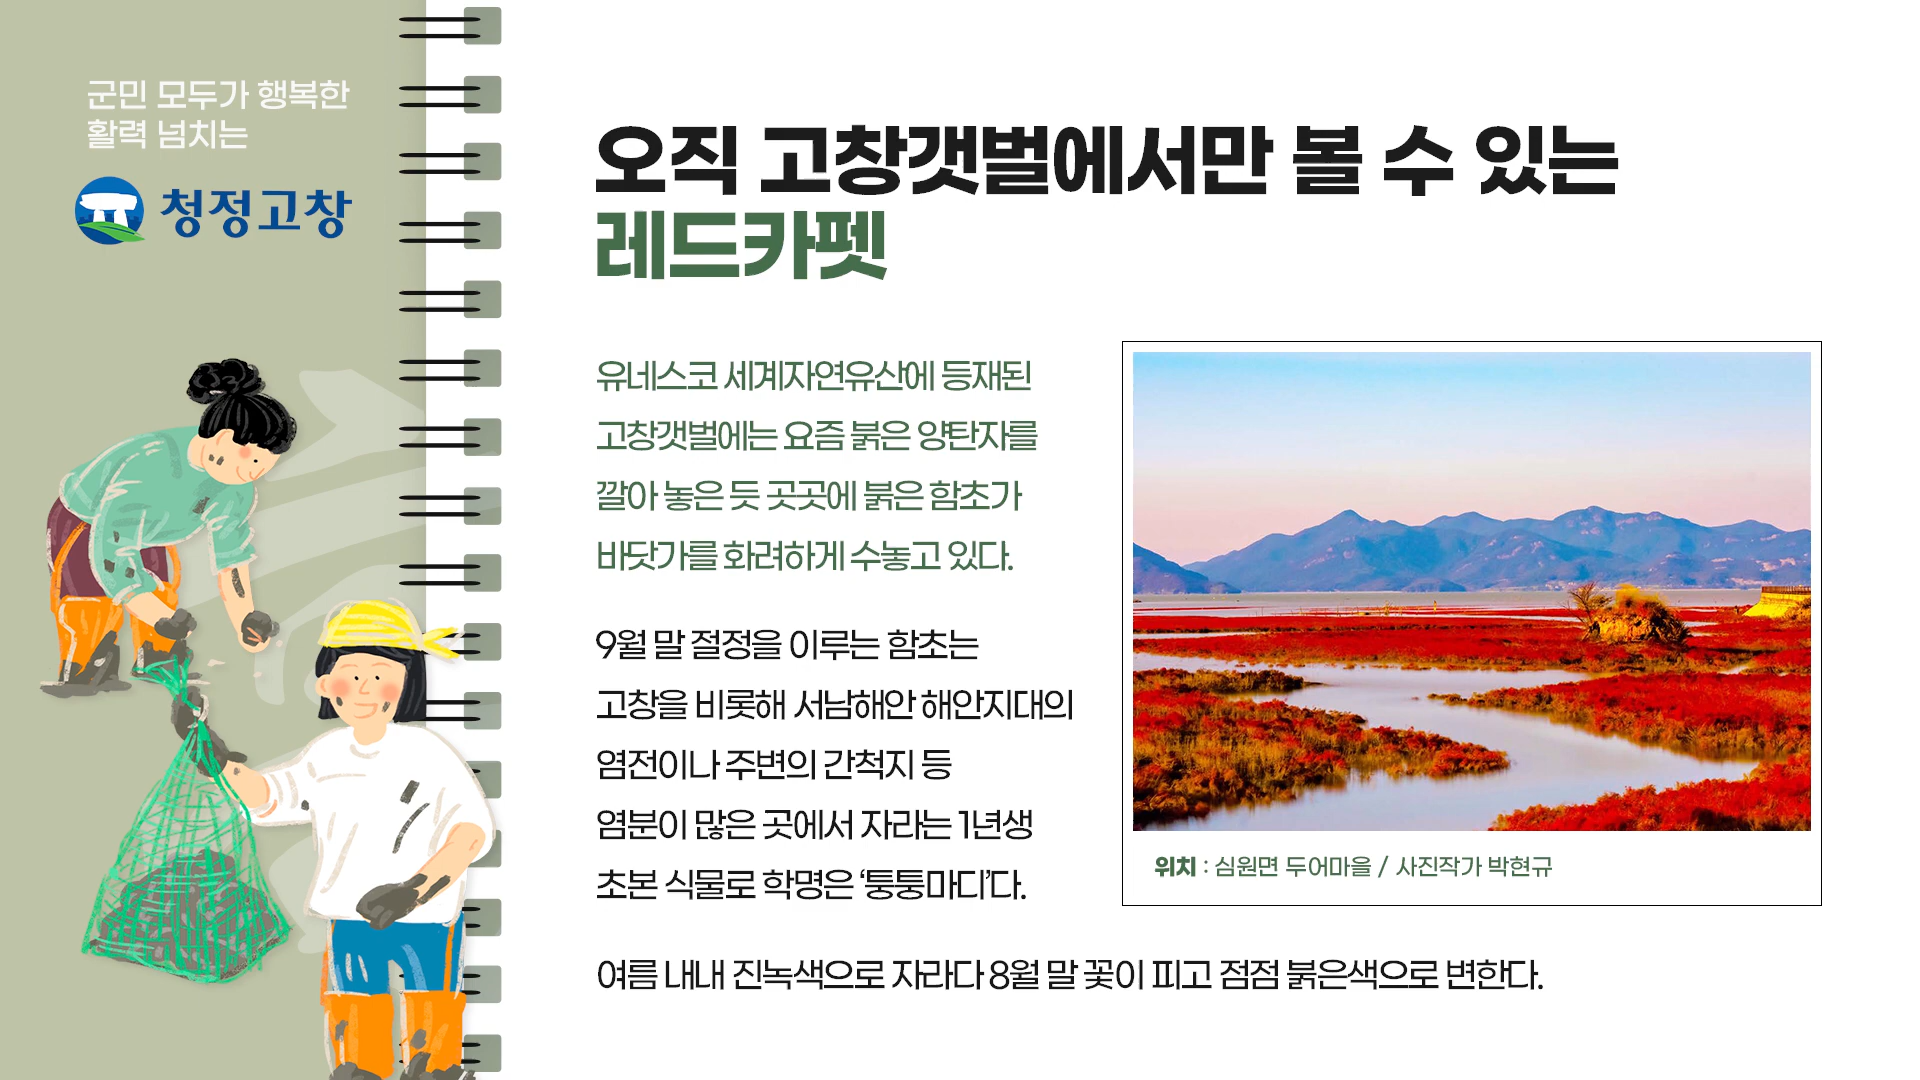 군민 모두가 행복한
활력 넘치는
청정고창
오직 고창갯벌에서만 볼 수 있는
레드카펫
유네스코 세계자연유산에 등재된
고창갯벌에는 요즘 붉은 양탄자를
깔아 놓은 듯 곳곳에 붉은 함초가
바닷가를 화려하게 수놓고 있다.
9월 말 절정을 이루는 함초는
고창을 비롯해 서남해안 해안지대의
염전이나 주변의 간척지 등
염분이 많은 곳에서 자라는 1년생
초본 식물로 학명은 ‘퉁퉁마디’다.
위치 : 심원면 두어마을 / 사진작가 박현규
여름 내내 진녹색으로 자라다 8월 말 꽃이 피고 점점 붉은색으로 변한다.